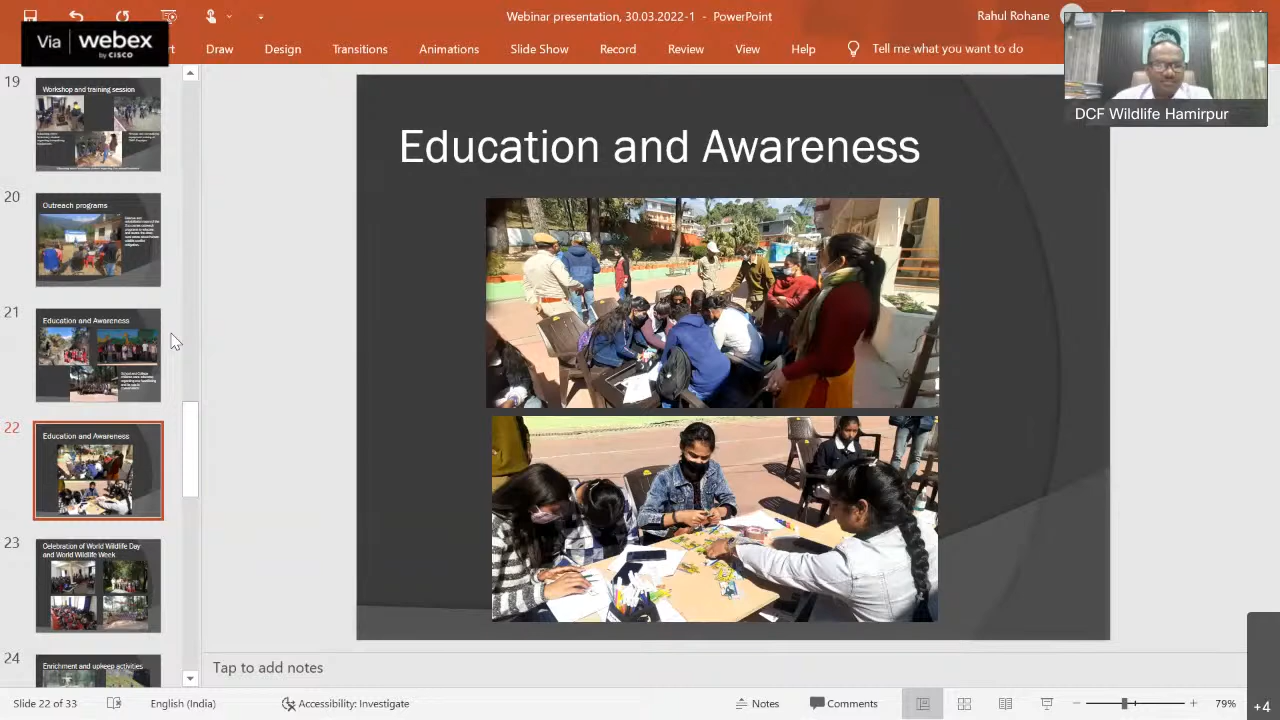 Webinar presentation, 30.03.2022-1 - PowerPoint
Rahul Rohane
Via webex
by CISCO
Draw Design Transitions Animations Slide Show Record Review View Help Tell me what you want to do
DCF Wildlife Hamirpur
19
Workshop and training session
20
Outreach programs
21
Education and Awareness
22
Education and Awareness
23
Celebration of World Wildlife Day
and World Wildlife Week
24
Enrichment and upkeep activities
Education and Awareness
Tap to add notes
Slide 22 of 33 English (India) Accessibility: Investigate Notes Comments 79%
+4